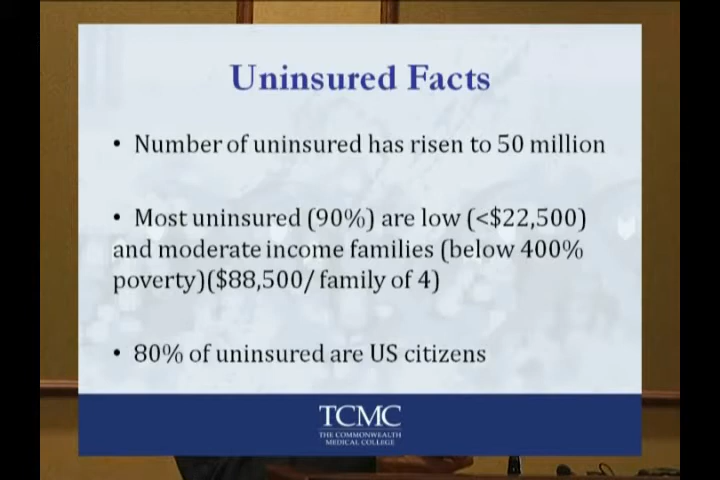 Uninsured Facts
• Number of uninsured has risen to 50 million
• Most uninsured (90%) are low (<$22,500)
and moderate income families (below 400%
poverty)($88,500/ family of 4)
• 80% of uninsured are US citizens
TCMC
THE COMMONWEALTH
MEDICAL COLLEGE